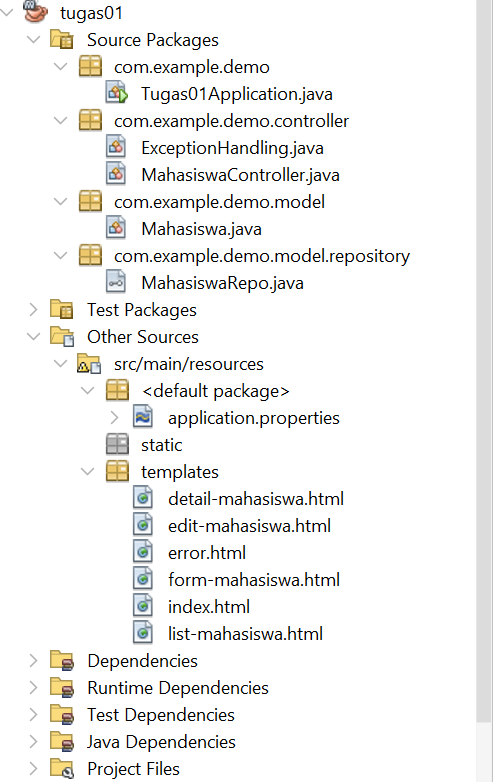 tugas01
Source Packages
com.example.demo
Tugas01Application.java
com.example.demo.controller
ExceptionHandling.java
MahasiswaController.java
com.example.demo.model
Mahasiswa.java
com.example.demo.model.repository
MahasiswaRepo.java
Test Packages
Other Sources
src/main/resources
<default package>
application.properties
static
templates
detail-mahasiswa.html
edit-mahasiswa.html
error.html
form-mahasiswa.html
index.html
list-mahasiswa.html
Dependencies
Runtime Dependencies
Test Dependencies
Java Dependencies
Project Files